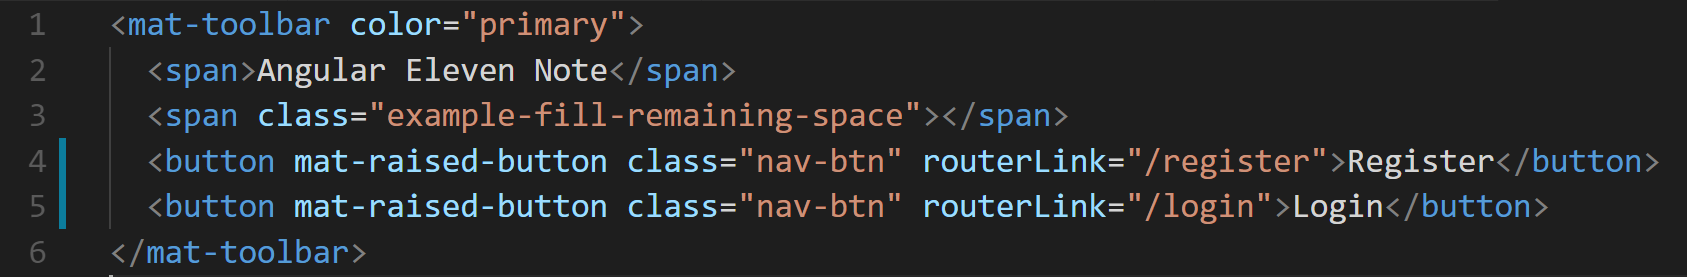 1 <mat-toolbar color="primary">
2 <span>Angular Eleven Note</span>
3 <span class="example-fill-remaining-space"></span>
4 <button mat-raised-button class="nav-btn" routerLink="/register">Register</button>
5 <button mat-raised-button class="nav-btn" routerLink="/login">Login</button>
6 </mat-toolbar>